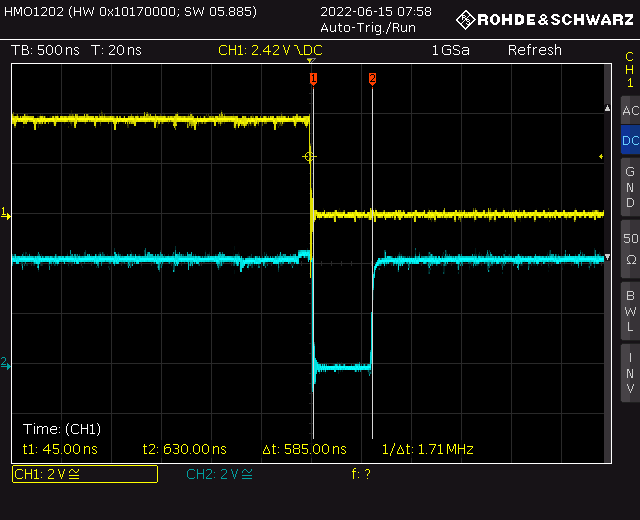 HMO1202 (HW 0x10170000; SW 05.885)
2022-06-15 07:58
Auto-Trig./Run
ROHDE&SCHWARZ
TB: 500 ns T: 20 ns CH1: 2.42 V \ DC 1 GSa Refresh
CH1
1 2
AC
DC
GND
50 Ω
BWL
INV
1
2
Time: (CH1)
t1: 45.00 ns t2: 630.00 ns Δt: 585.00 ns 1/Δt: 1.71 MHz
CH1: 2 V ≅ CH2: 2 V ≅ f: ?